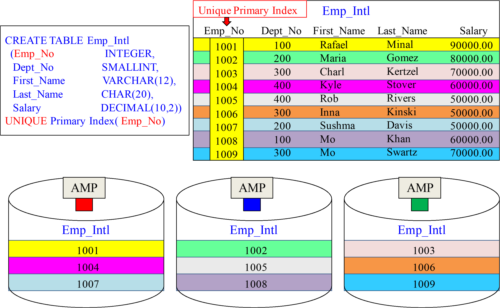 Unique Primary Index
Emp_Intl
Emp_No Dept_No First_Name Last_Name Salary
1001 100 Rafael Minal 90000.00
1002 200 Maria Gomez 80000.00
1003 300 Charl Kertzel 70000.00
1004 400 Kyle Stover 60000.00
1005 400 Rob Rivers 50000.00
1006 300 Inna Kinski 50000.00
1007 200 Sushma Davis 50000.00
1008 100 Mo Khan 60000.00
1009 300 Mo Swartz 70000.00
CREATE TABLE Emp_Intl
(Emp_No INTEGER,
Dept_No SMALLINT,
First_Name VARCHAR(12),
Last_Name CHAR(20),
Salary DECIMAL(10,2))
UNIQUE Primary Index( Emp_No)
AMP
Emp_Intl
1001
1004
1007
AMP
Emp_Intl
1002
1005
1008
AMP
Emp_Intl
1003
1006
1009